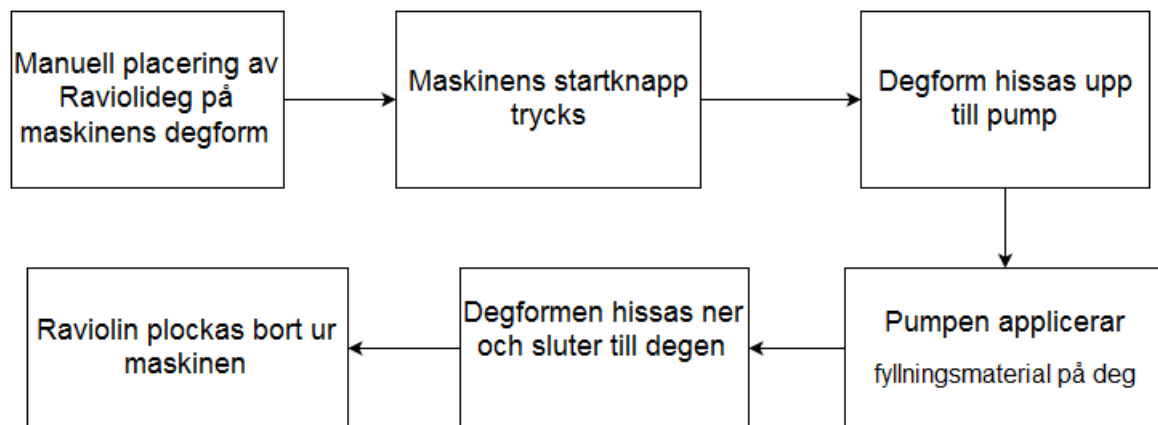 Manuell placering av
Raviolideg på
maskinens degform
Maskinens startknapp
trycks
Degform hissas upp
till pump
Pumpen applicerar
fyllningsmaterial på deg
Degformen hissas ner
och sluter till degen
Raviolin plockas bort ur
maskinen